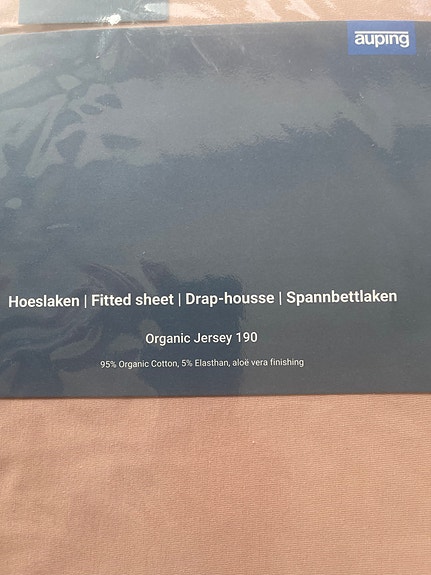 auping
Hoeslaken | Fitted sheet | Drap-housse | Spannbettlaken
Organic Jersey 190
95% Organic Cotton, 5% Elasthan, aloë vera finishing